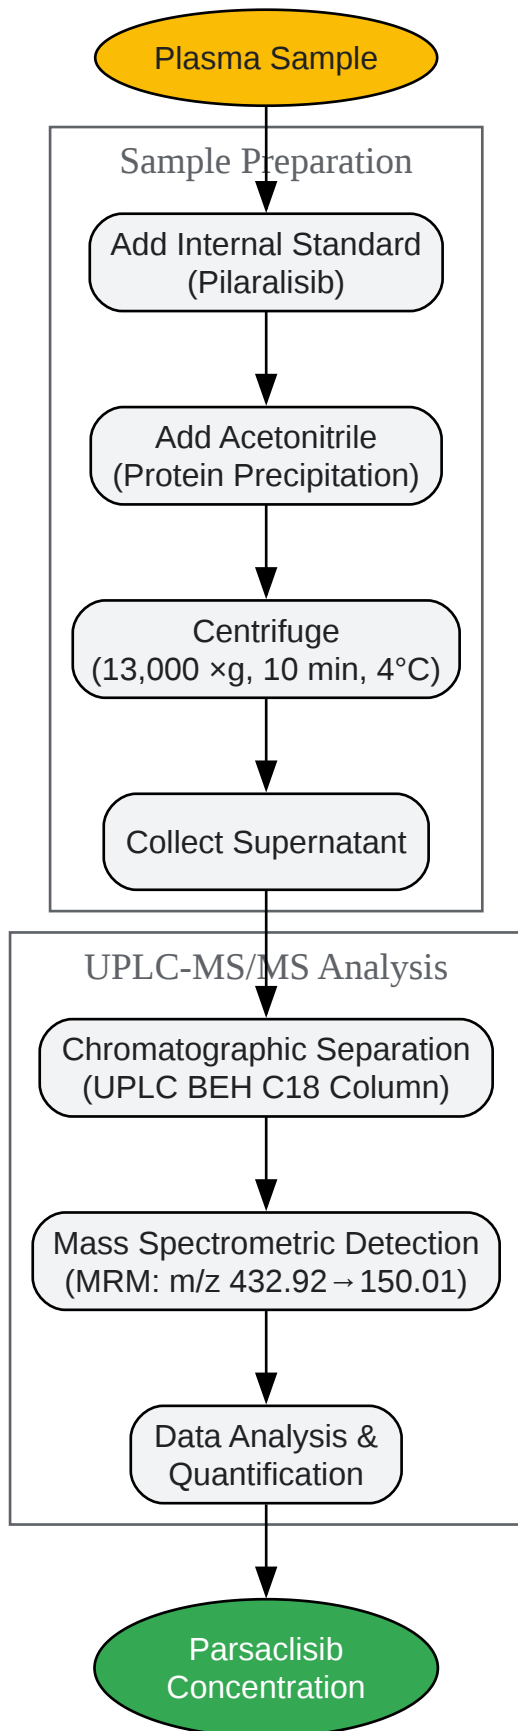 Plasma Sample
Sample Preparation
Add Internal Standard
(Pilaralisib)
Add Acetonitrile
(Protein Precipitation)
Centrifuge
(13,000 ×g, 10 min, 4°C)
Collect Supernatant
UPLC-MS/MS Analysis
Chromatographic Separation
(UPLC BEH C18 Column)
Mass Spectrometric Detection
(MRM: m/z 432.92→150.01)
Data Analysis &
Quantification
Parsaclisib
Concentration